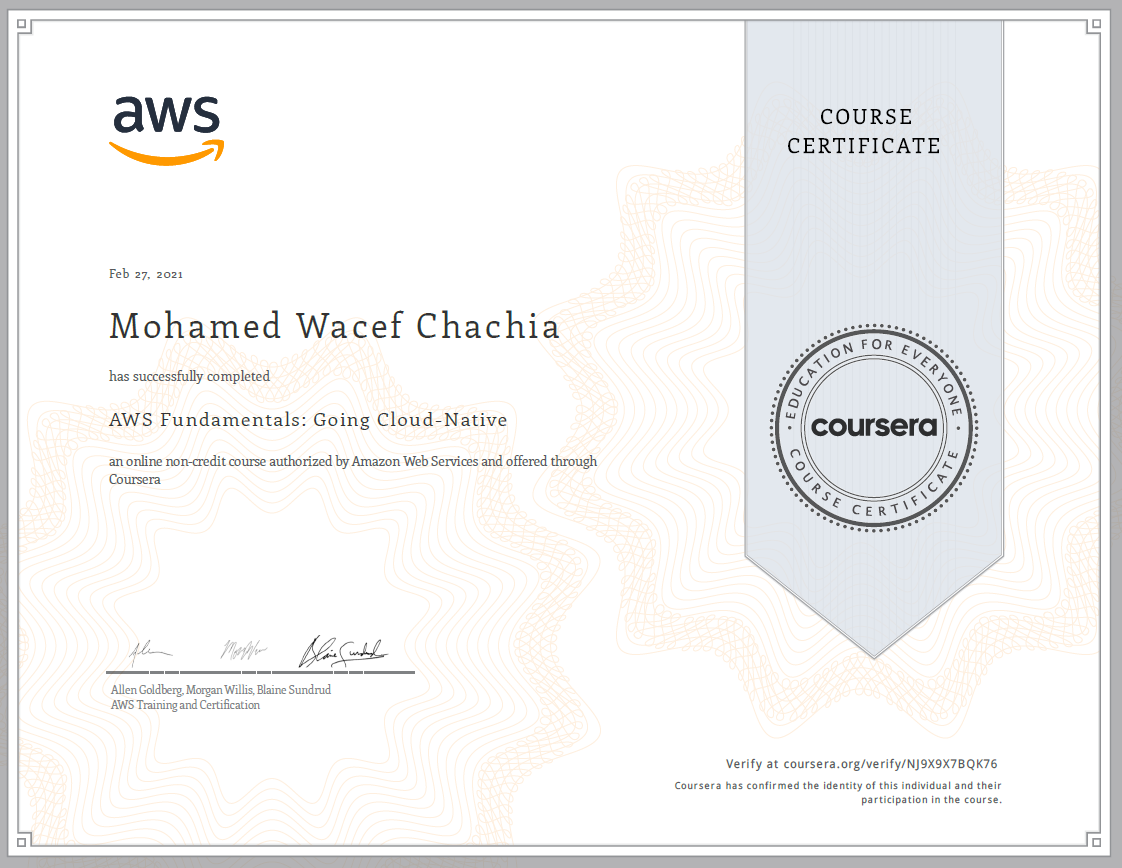 aws
COURSE
CERTIFICATE
Feb 27, 2021
Mohamed Wacef Chachia
has successfully completed
AWS Fundamentals: Going Cloud-Native
an online non-credit course authorized by Amazon Web Services and offered through
Coursera
EDUCATION FOR EVERYONE
coursera
COURSE CERTIFICATE
Allen Goldberg, Morgan Willis, Blaine Sundrud
AWS Training and Certification
Verify at coursera.org/verify/NJ9X9X7BQK76
Coursera has confirmed the identity of this individual and their
participation in the course.